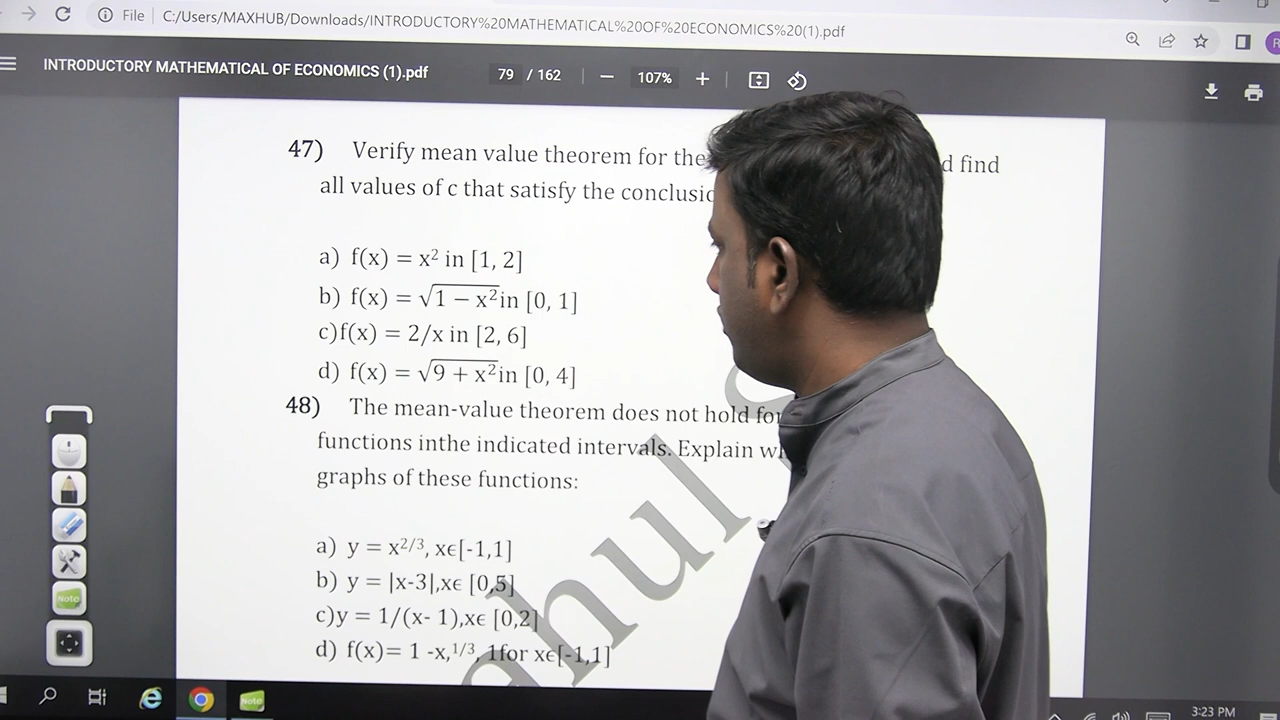 File | C:/Users/MAXHUB/Downloads/INTRODUCTORY%20MATHEMATICAL%20OF%20ECONOMICS%20(1).pdf
INTRODUCTORY MATHEMATICAL OF ECONOMICS (1).pdf 79 / 162 107%
47) Verify mean value theorem for the find
all values of c that satisfy the
a) f(x) = x² in [1, 2]
b) f(x) = √1 − x² in [0, 1]
c)f(x) = 2/x in [2, 6]
d) f(x) = √9 + x² in [0, 4]
48) The mean-value theorem does not hold
functions inthe indicated intervals. Explain
graphs of these functions:
a) y = x^2/3, xϵ[-1,1]
b) y = |x-3|,xϵ [0,5]
c)y = 1/(x- 1),xϵ [0,2]
d) f(x)= 1 -x,^1/3, 1for xϵ[-1,1]
Note
Note
3:23 PM